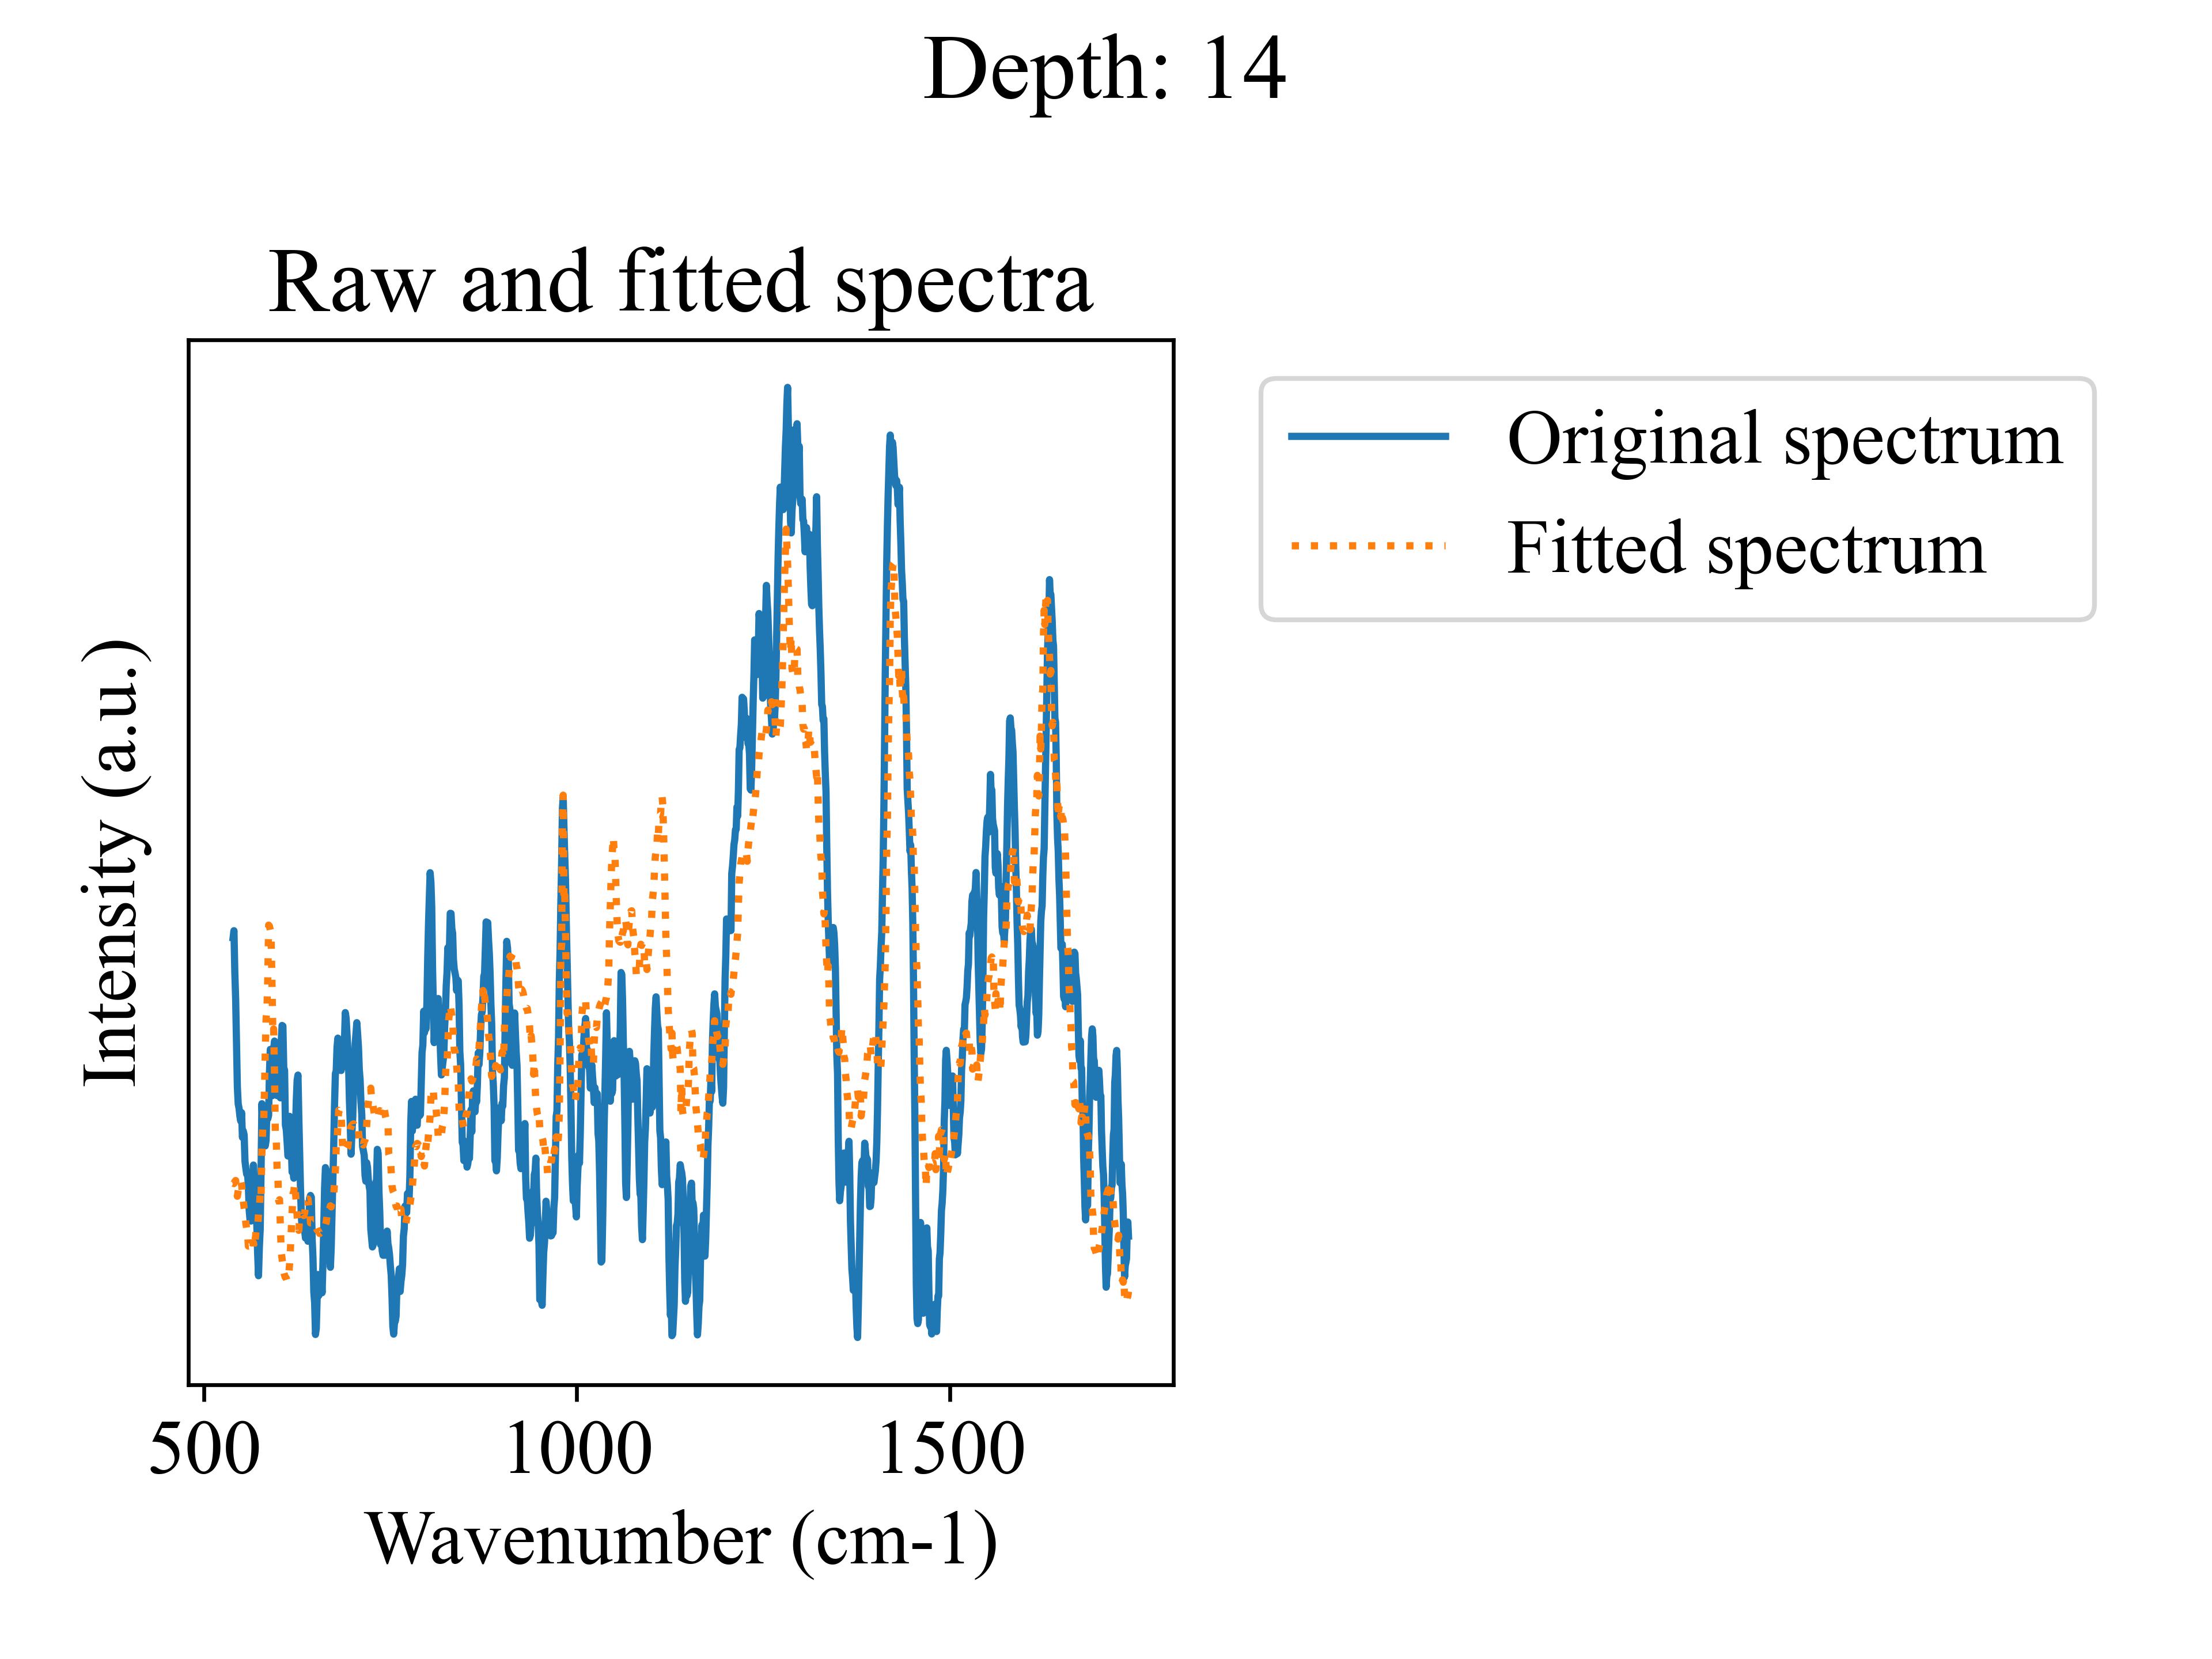 Depth: 14
Raw and fitted spectra
Original spectrum
Fitted spectrum
Intensity (a.u.)
500 1000 1500
Wavenumber (cm-1)